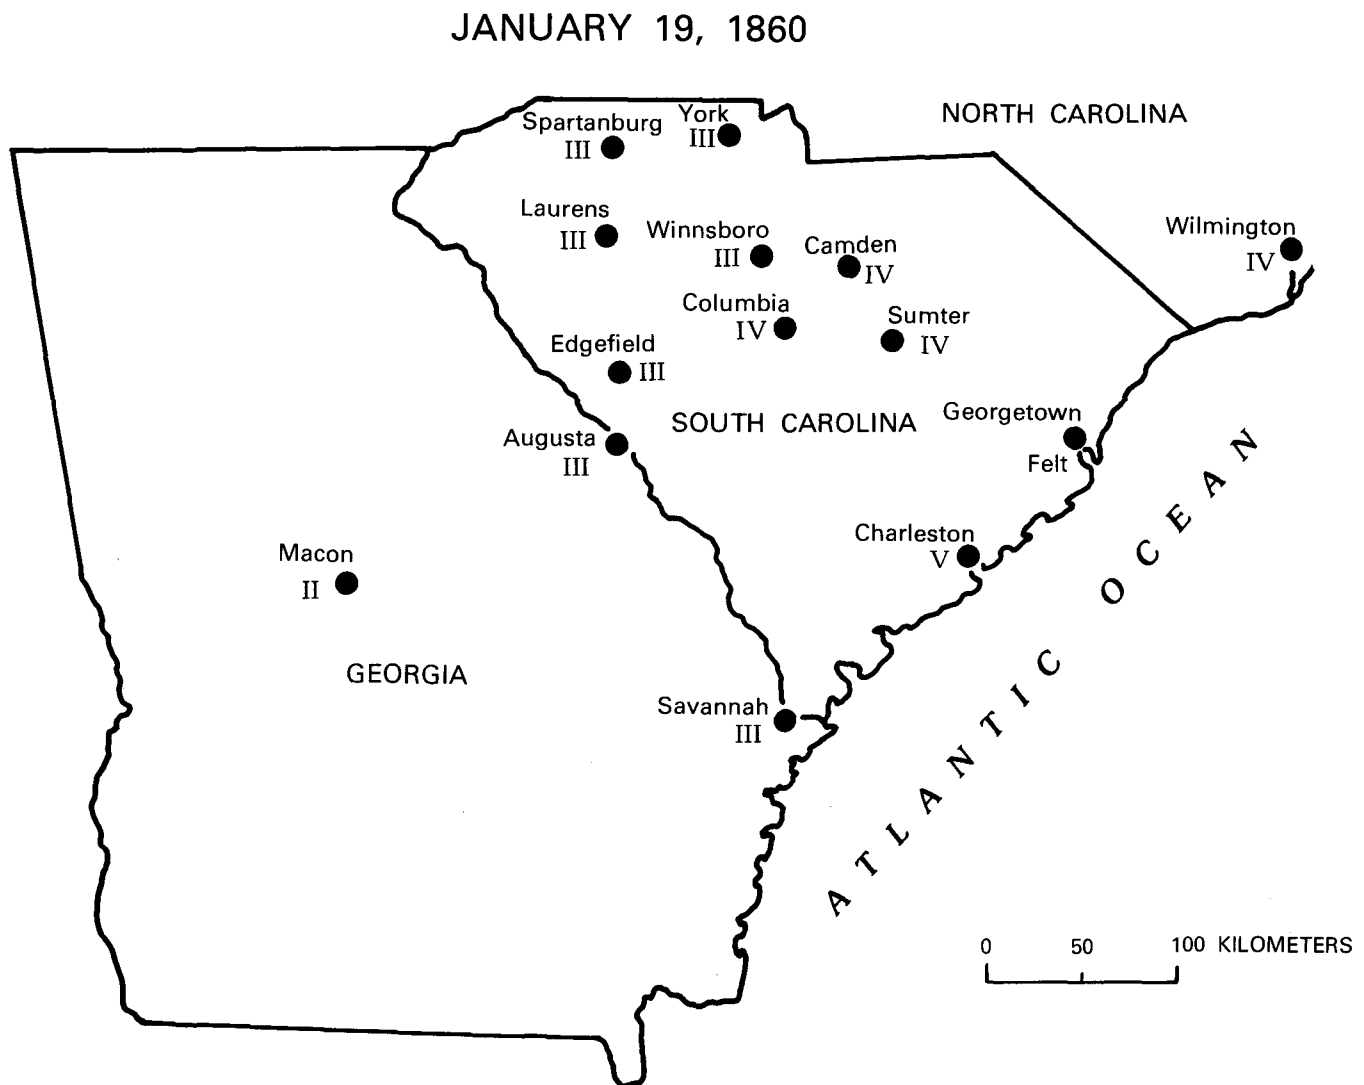 JANUARY 19, 1860
NORTH CAROLINA
York
III
Spartanburg
III
Laurens
III
Winnsboro
III
Camden
IV
Wilmington
IV
Columbia
IV
Sumter
IV
Edgefield
III
SOUTH CAROLINA
Georgetown
Felt
Augusta
III
Charleston
V
Macon
II
GEORGIA
Savannah
III
ATLANTIC OCEAN
0 50 100 KILOMETERS